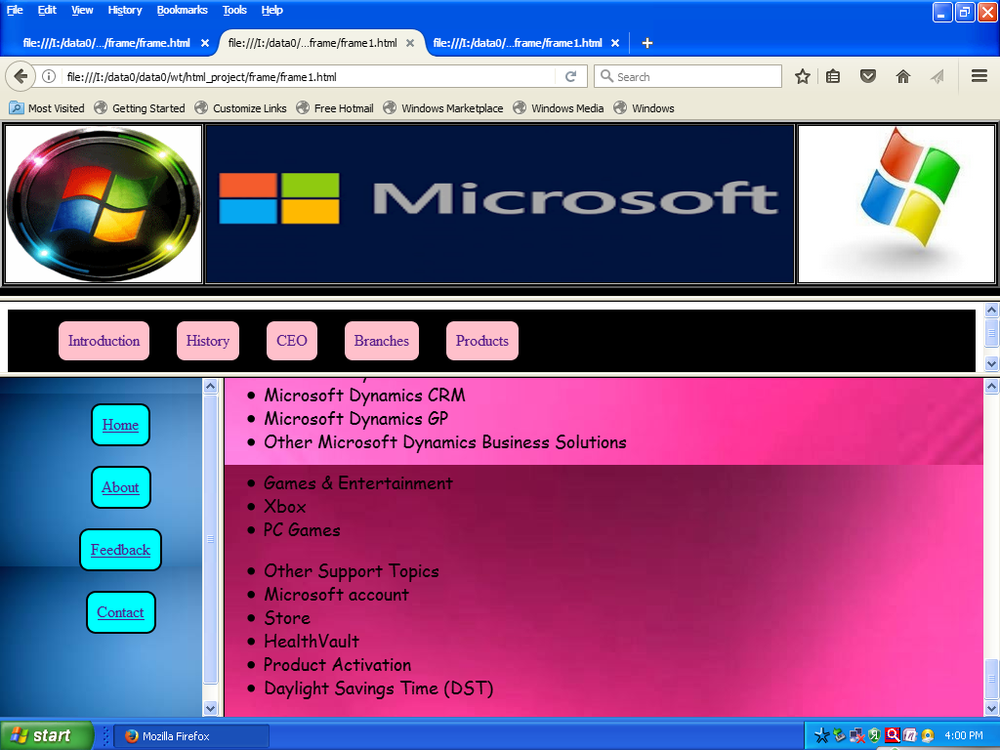 File Edit View History Bookmarks Tools Help
file:///I:/data0/.../frame/frame.html file:///I:/data0/d...frame/frame1.html file:///I:/data0/d...frame/frame1.html
file:///I:/data0/data0/wt/html_project/frame/frame1.html Search
Most Visited Getting Started Customize Links Free Hotmail Windows Marketplace Windows Media Windows
Microsoft
Introduction History CEO Branches Products
Home
About
Feedback
Contact
Microsoft Dynamics CRM
Microsoft Dynamics GP
Other Microsoft Dynamics Business Solutions
Games & Entertainment
Xbox
PC Games
Other Support Topics
Microsoft account
Store
HealthVault
Product Activation
Daylight Savings Time (DST)
start Mozilla Firefox 4:00 PM